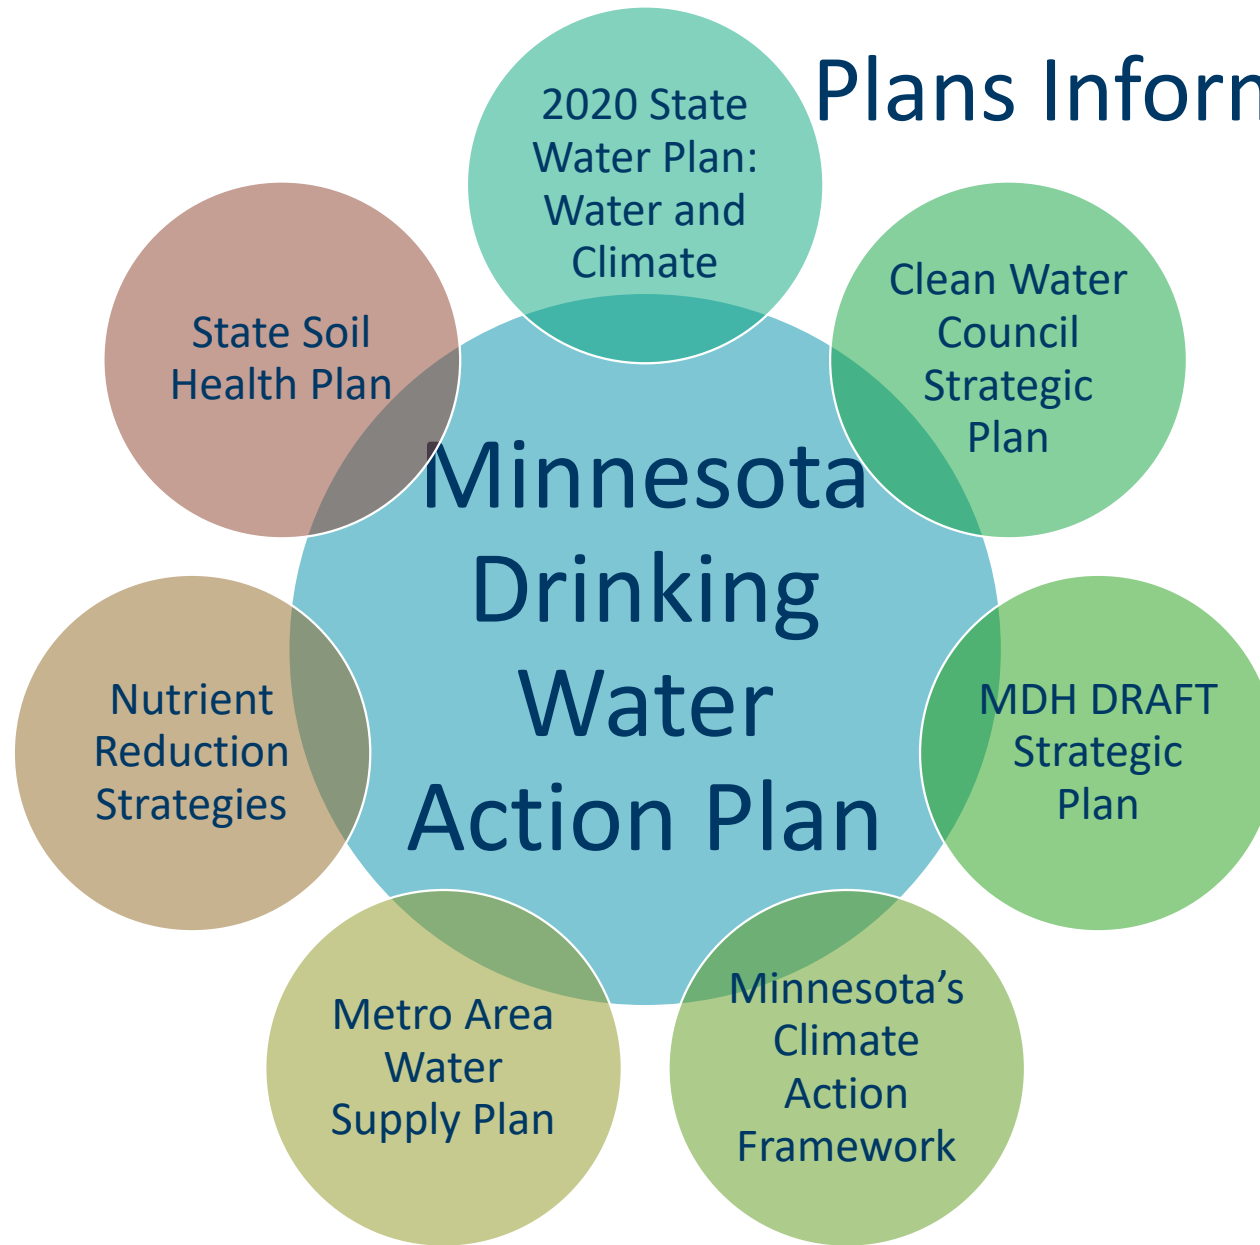 Plans Inform
2020 State
Water Plan:
Water and
Climate
Clean Water
Council
Strategic
Plan
MDH DRAFT
Strategic
Plan
Minnesota’s
Climate
Action
Framework
Metro Area
Water
Supply Plan
Nutrient
Reduction
Strategies
State Soil
Health Plan
Minnesota
Drinking
Water
Action Plan